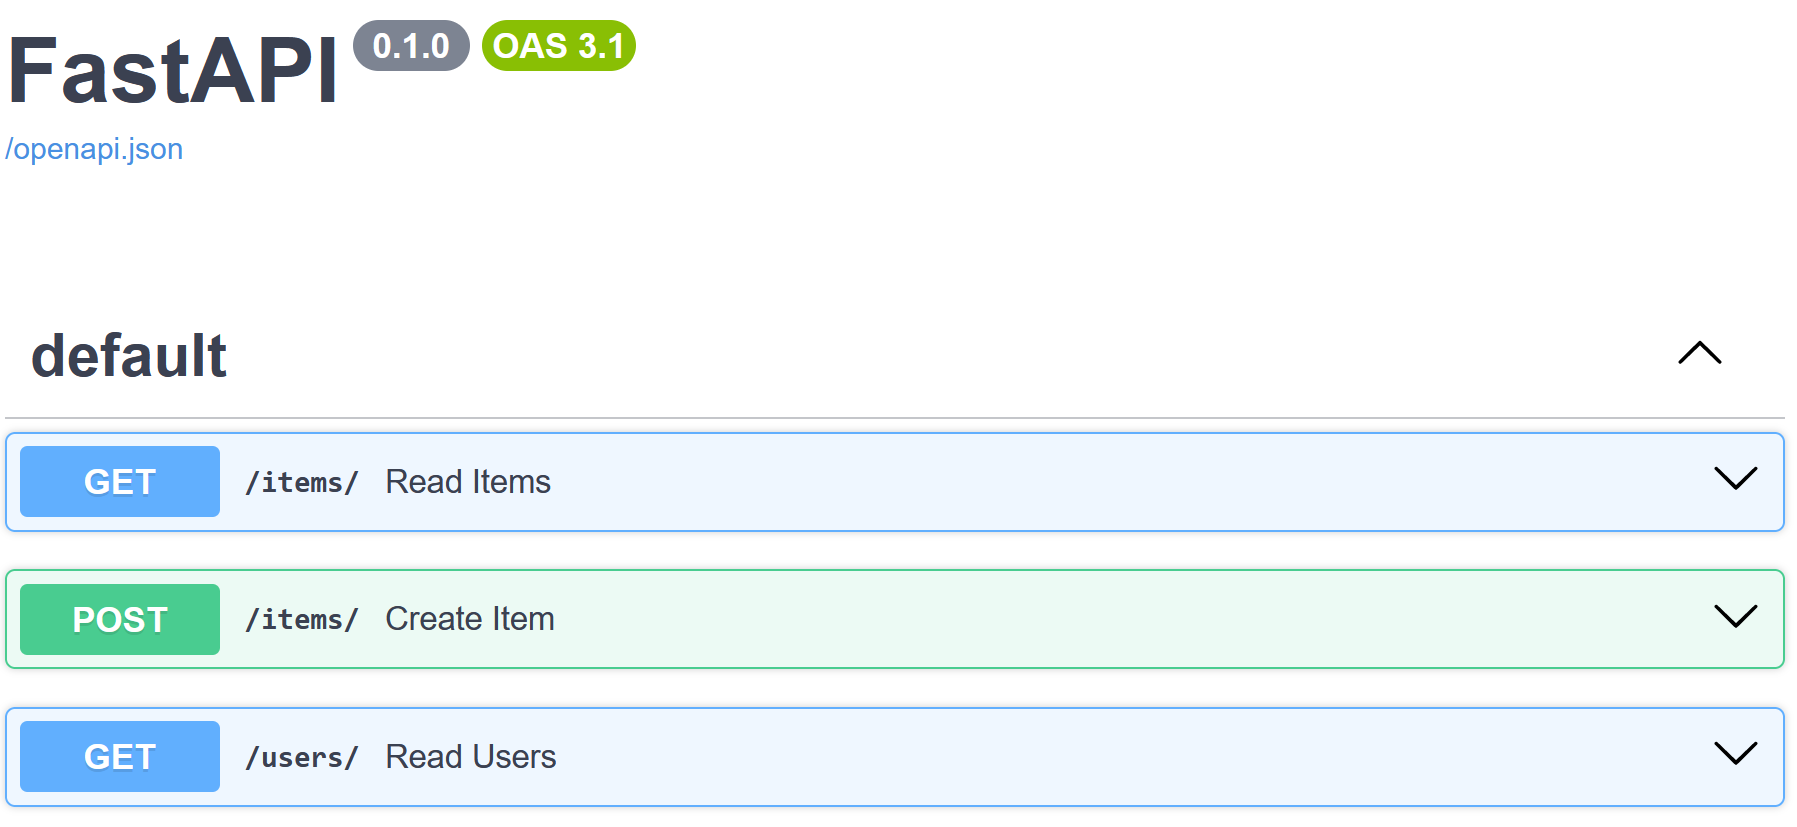 FastAPI 0.1.0 OAS 3.1
/openapi.json
default
GET /items/ Read Items
POST /items/ Create Item
GET /users/ Read Users